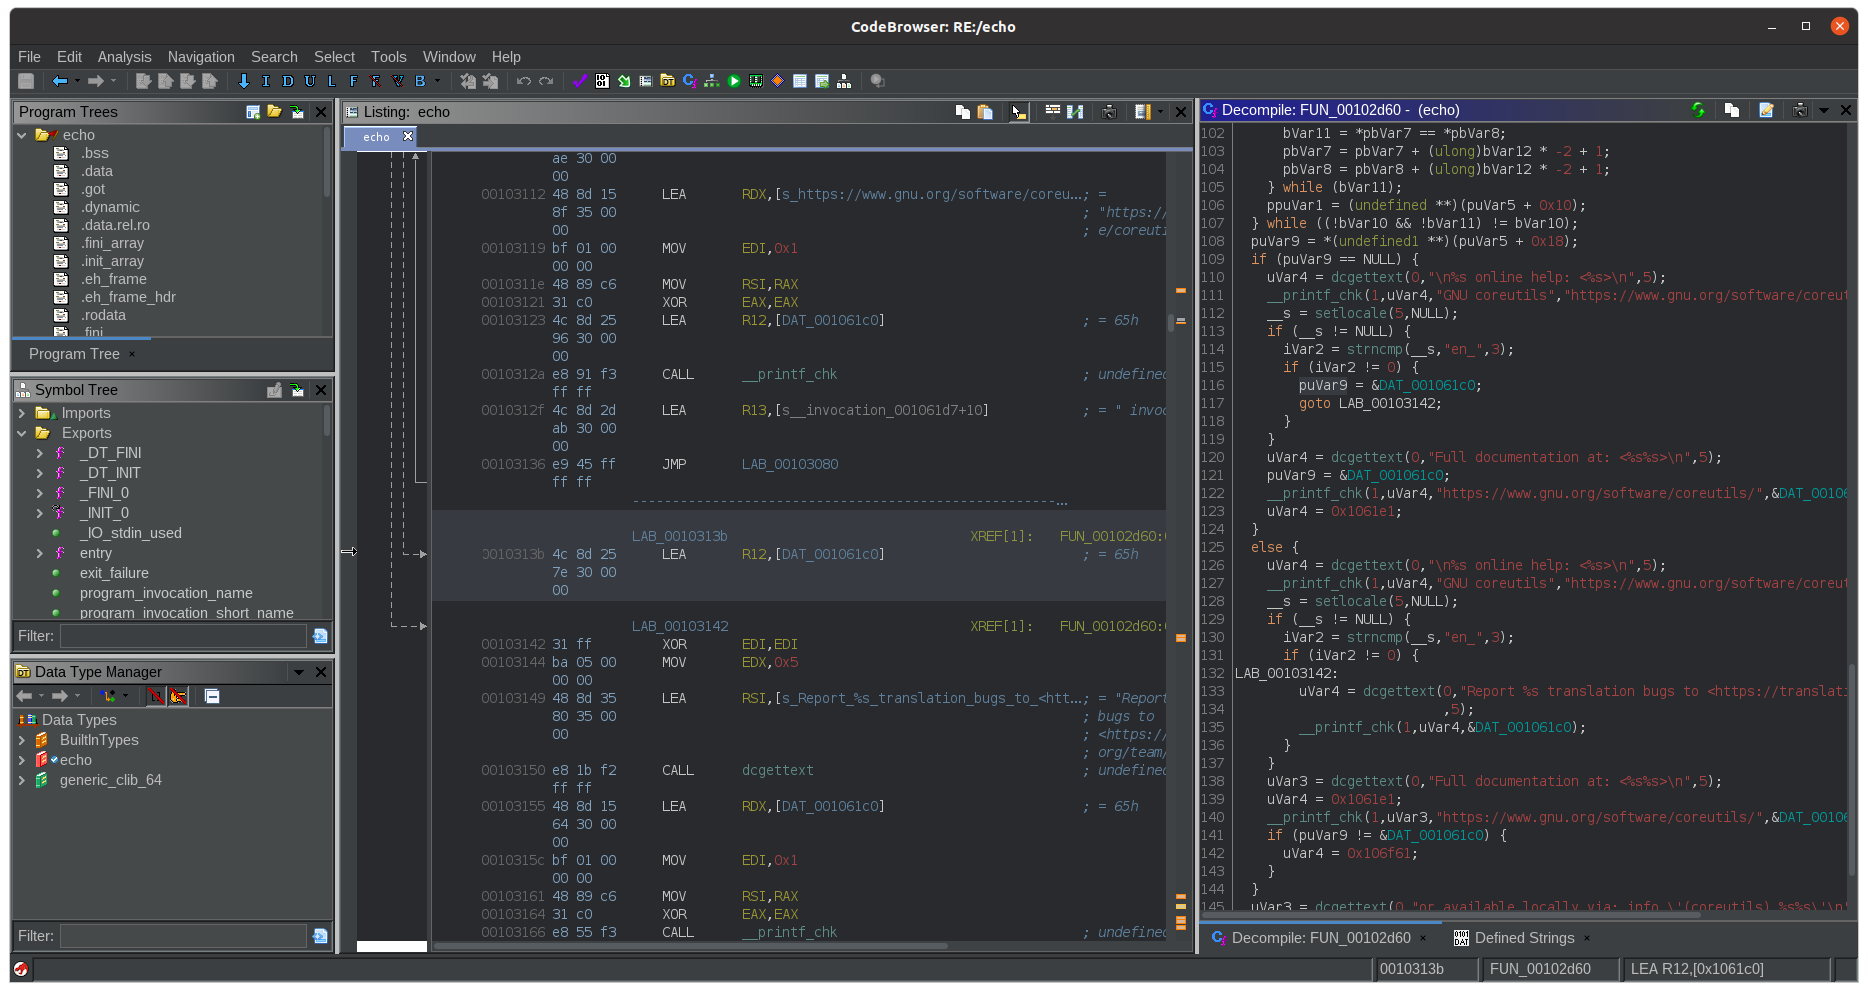 CodeBrowser: RE:/echo
File Edit Analysis Navigation Search Select Tools Window Help
I D U L F B
Program Trees
echo
.bss
.data
.got
.dynamic
.data.rel.ro
.fini_array
.init_array
.eh_frame
.eh_frame_hdr
.rodata
.fini
Program Tree ×
Symbol Tree
Imports
Exports
_DT_FINI
_DT_INIT
_FINI_0
_INIT_0
_IO_stdin_used
entry
exit_failure
program_invocation_name
program_invocation_short_name
Filter:
Data Type Manager
Data Types
BuiltInTypes
echo
generic_clib_64
Filter:
Listing: echo
echo
ae 30 00
00
00103112 48 8d 15 LEA RDX,[s_https://www.gnu.org/software/coreu...; =
8f 35 00 ; "https:/
00 ; e/coreuti
00103119 bf 01 00 MOV EDI,0x1
00 00
0010311e 48 89 c6 MOV RSI,RAX
00103121 31 c0 XOR EAX,EAX
00103123 4c 8d 25 LEA R12,[DAT_001061c0] ; = 65h
96 30 00
00
0010312a e8 91 f3 CALL __printf_chk ; undefined
ff ff
0010312f 4c 8d 2d LEA R13,[s__invocation_001061d7+10] ; = " invo
ab 30 00
00
00103136 e9 45 ff JMP LAB_00103080
ff ff
LAB_0010313b XREF[1]: FUN_00102d60:
0010313b 4c 8d 25 LEA R12,[DAT_001061c0] ; = 65h
7e 30 00
00
LAB_00103142 XREF[1]: FUN_00102d60:
00103142 31 ff XOR EDI,EDI
00103144 ba 05 00 MOV EDX,0x5
00 00
00103149 48 8d 35 LEA RSI,[s_Report_%s_translation_bugs_to_<htt...; = "Report
80 35 00 ; bugs to
00 ; <https:/
; org/team/
00103150 e8 1b f2 CALL dcgettext ; undefined
ff ff
00103155 48 8d 15 LEA RDX,[DAT_001061c0] ; = 65h
64 30 00
00
0010315c bf 01 00 MOV EDI,0x1
00 00
00103161 48 89 c6 MOV RSI,RAX
00103164 31 c0 XOR EAX,EAX
00103166 e8 55 f3 CALL __printf_chk ; undefined
Decompile: FUN_00102d60 - (echo)
102 bVar11 = *pbVar7 == *pbVar8;
103 pbVar7 = pbVar7 + (ulong)bVar12 * -2 + 1;
104 pbVar8 = pbVar8 + (ulong)bVar12 * -2 + 1;
105 } while (bVar11);
106 ppuVar1 = (undefined **)(puVar5 + 0x10);
107 } while ((!bVar10 && !bVar11) != bVar10);
108 puVar9 = *(undefined1 **)(puVar5 + 0x18);
109 if (puVar9 == NULL) {
110 uVar4 = dcgettext(0,"\n%s online help: <%s>\n",5);
111 __printf_chk(1,uVar4,"GNU coreutils","https://www.gnu.org/software/coreut
112 __s = setlocale(5,NULL);
113 if (__s != NULL) {
114 iVar2 = strncmp(__s,"en_",3);
115 if (iVar2 != 0) {
116 puVar9 = &DAT_001061c0;
117 goto LAB_00103142;
118 }
119 }
120 uVar4 = dcgettext(0,"Full documentation at: <%s%s>\n",5);
121 puVar9 = &DAT_001061c0;
122 __printf_chk(1,uVar4,"https://www.gnu.org/software/coreutils/",&DAT_0010
123 uVar4 = 0x1061e1;
124 }
125 else {
126 uVar4 = dcgettext(0,"\n%s online help: <%s>\n",5);
127 __printf_chk(1,uVar4,"GNU coreutils","https://www.gnu.org/software/coreut
128 __s = setlocale(5,NULL);
129 if (__s != NULL) {
130 iVar2 = strncmp(__s,"en_",3);
131 if (iVar2 != 0) {
132 LAB_00103142:
133 uVar4 = dcgettext(0,"Report %s translation bugs to <https://translati
134 ,5);
135 __printf_chk(1,uVar4,&DAT_001061c0);
136 }
137 }
138 uVar3 = dcgettext(0,"Full documentation at: <%s%s>\n",5);
139 uVar4 = 0x1061e1;
140 __printf_chk(1,uVar3,"https://www.gnu.org/software/coreutils/",&DAT_0010
141 if (puVar9 != &DAT_001061c0) {
142 uVar4 = 0x106f61;
143 }
144 }
145 uVar3 = dcgettext(0,"or available locally via: info \'(coreutils) %s%s\'\n"
Decompile: FUN_00102d60 × Defined Strings ×
0010313b FUN_00102d60 LEA R12,[0x1061c0]